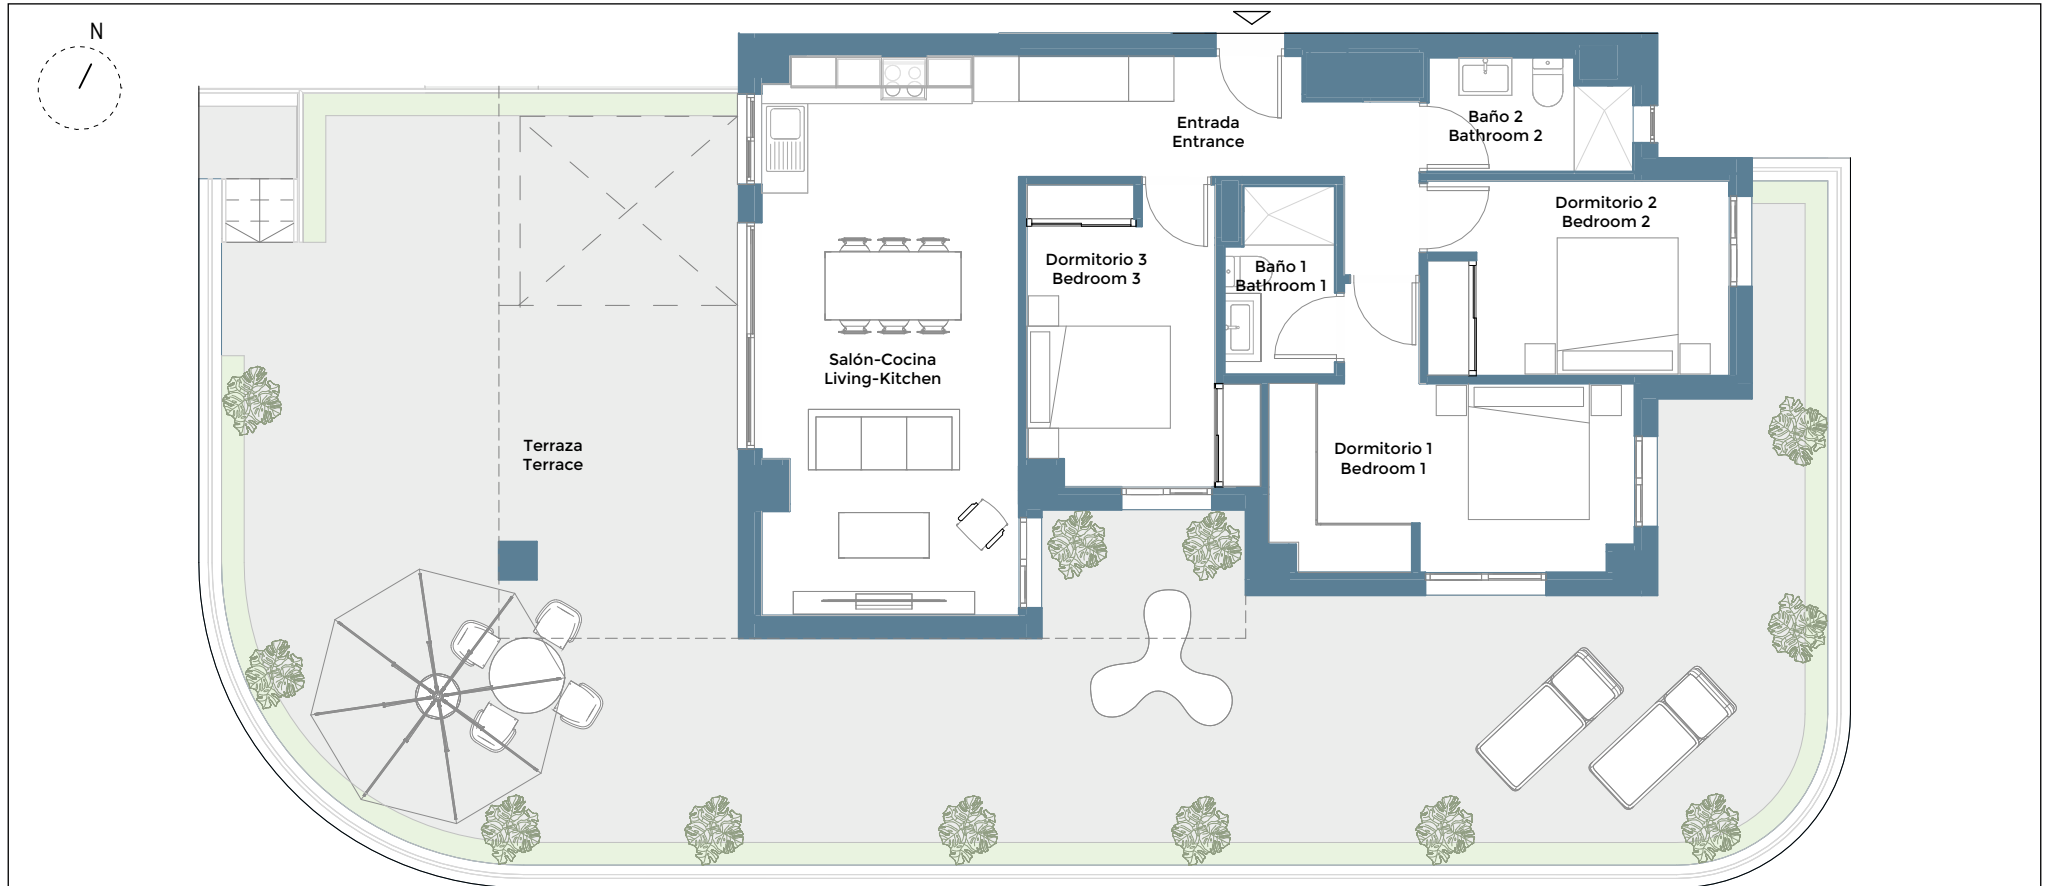 N
Entrada
Entrance
Baño 2
Bathroom 2
Dormitorio 2
Bedroom 2
Dormitorio 3
Bedroom 3
Baño 1
Bathroom 1
Salón-Cocina
Living-Kitchen
Terraza
Terrace
Dormitorio 1
Bedroom 1